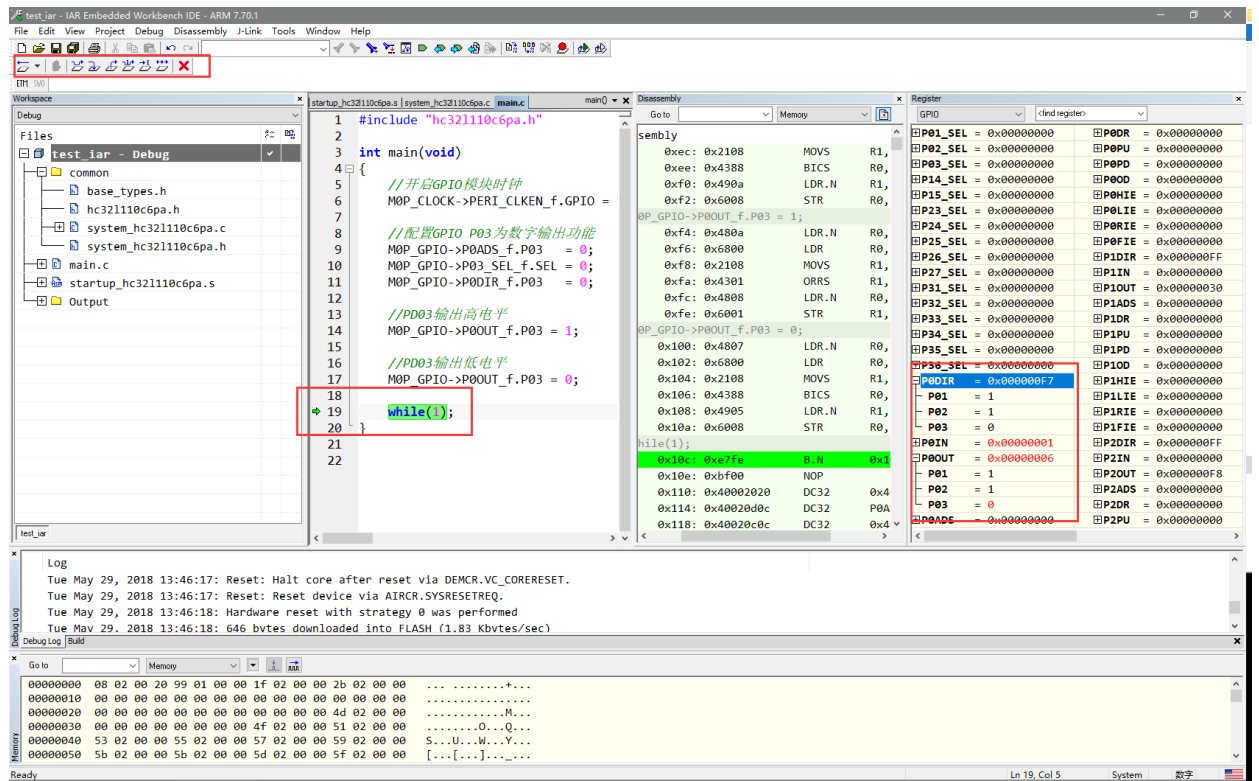 test_iar - IAR Embedded Workbench IDE - ARM 7.70.1
File Edit View Project Debug Disassembly J-Link Tools Window Help
ETM SWO
Workspace
Debug
Files
test_iar - Debug
common
base_types.h
hc32l110c6pa.h
system_hc32l110c6pa.c
system_hc32l110c6pa.h
main.c
startup_hc32l110c6pa.s
Output
test_iar
startup_hc32l110c6pa.s system_hc32l110c6pa.c main.c main()
1 #include "hc32l110c6pa.h"
2
3 int main(void)
4 {
5 //开启GPIO模块时钟
6 M0P_CLOCK->PERI_CLKEN_f.GPIO =
7
8 //配置GPIO P03为数字输出功能
9 M0P_GPIO->P0ADS_f.P03 = 0;
10 M0P_GPIO->P03_SEL_f.SEL = 0;
11 M0P_GPIO->P0DIR_f.P03 = 0;
12
13 //PD03输出高电平
14 M0P_GPIO->P0OUT_f.P03 = 1;
15
16 //PD03输出低电平
17 M0P_GPIO->P0OUT_f.P03 = 0;
18
19 while(1);
20 }
21
22
Disassembly
Go to Memory
sembly
0xec: 0x2108 MOVS R1,
0xee: 0x4388 BICS R0,
0xf0: 0x490a LDR.N R1,
0xf2: 0x6008 STR R0,
0P_GPIO->P0OUT_f.P03 = 1;
0xf4: 0x480a LDR.N R0,
0xf6: 0x6800 LDR R0,
0xf8: 0x2108 MOVS R1,
0xfa: 0x4301 ORRS R1,
0xfc: 0x4808 LDR.N R0,
0xfe: 0x6001 STR R1,
0P_GPIO->P0OUT_f.P03 = 0;
0x100: 0x4807 LDR.N R0,
0x102: 0x6800 LDR R0,
0x104: 0x2108 MOVS R1,
0x106: 0x4388 BICS R0,
0x108: 0x4905 LDR.N R1,
0x10a: 0x6008 STR R0,
hile(1);
0x10c: 0xe7fe B.N 0x1
0x10e: 0xbf00 NOP
0x110: 0x40002020 DC32 0x4
0x114: 0x40020d0c DC32 P0A
0x118: 0x40020c0c DC32 0x4
Register
GPIO <find register>
P01_SEL = 0x00000000 P0DR = 0x00000000
P02_SEL = 0x00000000 P0PU = 0x00000000
P03_SEL = 0x00000000 P0PD = 0x00000000
P14_SEL = 0x00000000 P0OD = 0x00000000
P15_SEL = 0x00000000 P0HIE = 0x00000000
P23_SEL = 0x00000000 P0LIE = 0x00000000
P24_SEL = 0x00000000 P0RIE = 0x00000000
P25_SEL = 0x00000000 P0FIE = 0x00000000
P26_SEL = 0x00000000 P1DIR = 0x000000FF
P27_SEL = 0x00000000 P1IN = 0x00000000
P31_SEL = 0x00000000 P1OUT = 0x00000030
P32_SEL = 0x00000000 P1ADS = 0x00000000
P33_SEL = 0x00000000 P1DR = 0x00000000
P34_SEL = 0x00000000 P1PU = 0x00000000
P35_SEL = 0x00000000 P1PD = 0x00000000
P36_SEL = 0x00000000 P1OD = 0x00000000
P0DIR = 0x000000F7 P1HIE = 0x00000000
P01 = 1 P1LIE = 0x00000000
P02 = 1 P1RIE = 0x00000000
P03 = 0 P1FIE = 0x00000000
P0IN = 0x00000001 P2DIR = 0x000000FF
P0OUT = 0x00000006 P2IN = 0x00000000
P01 = 1 P2OUT = 0x000000F8
P02 = 1 P2ADS = 0x00000000
P03 = 0 P2DR = 0x00000000
P0ADS = 0x00000000 P2PU = 0x00000000
Log
Tue May 29, 2018 13:46:17: Reset: Halt core after reset via DEMCR.VC_CORERESET.
Tue May 29, 2018 13:46:17: Reset: Reset device via AIRCR.SYSRESETREQ.
Tue May 29, 2018 13:46:18: Hardware reset with strategy 0 was performed
Tue May 29, 2018 13:46:18: 646 bytes downloaded into FLASH (1.83 Kbytes/sec)
Debug Log
Debug Log Build
Go to Memory
00000000 08 02 00 20 99 01 00 00 1f 02 00 00 2b 02 00 00 ... ........+...
00000010 00 00 00 00 00 00 00 00 00 00 00 00 00 00 00 00 ................
00000020 00 00 00 00 00 00 00 00 00 00 00 00 4d 02 00 00 ............M...
00000030 00 00 00 00 00 00 00 00 4f 02 00 00 51 02 00 00 ........O...Q...
00000040 53 02 00 00 55 02 00 00 57 02 00 00 59 02 00 00 S...U...W...Y...
00000050 5b 02 00 00 5b 02 00 00 5d 02 00 00 5f 02 00 00 [...[...]..._...
Memory
Ready Ln 19, Col 5 System 数字